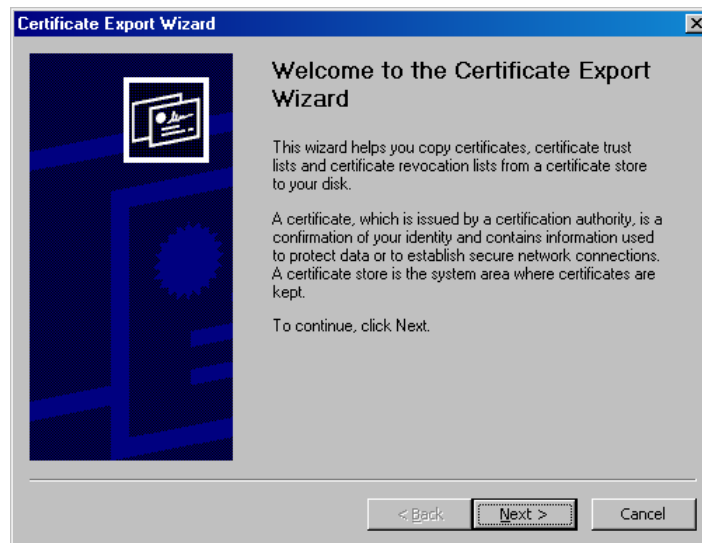 Certificate Export Wizard
Welcome to the Certificate Export
Wizard
This wizard helps you copy certificates, certificate trust
lists and certificate revocation lists from a certificate store
to your disk.
A certificate, which is issued by a certification authority, is a
confirmation of your identity and contains information used
to protect data or to establish secure network connections.
A certificate store is the system area where certificates are
kept.
To continue, click Next.
< Back
Next >
Cancel